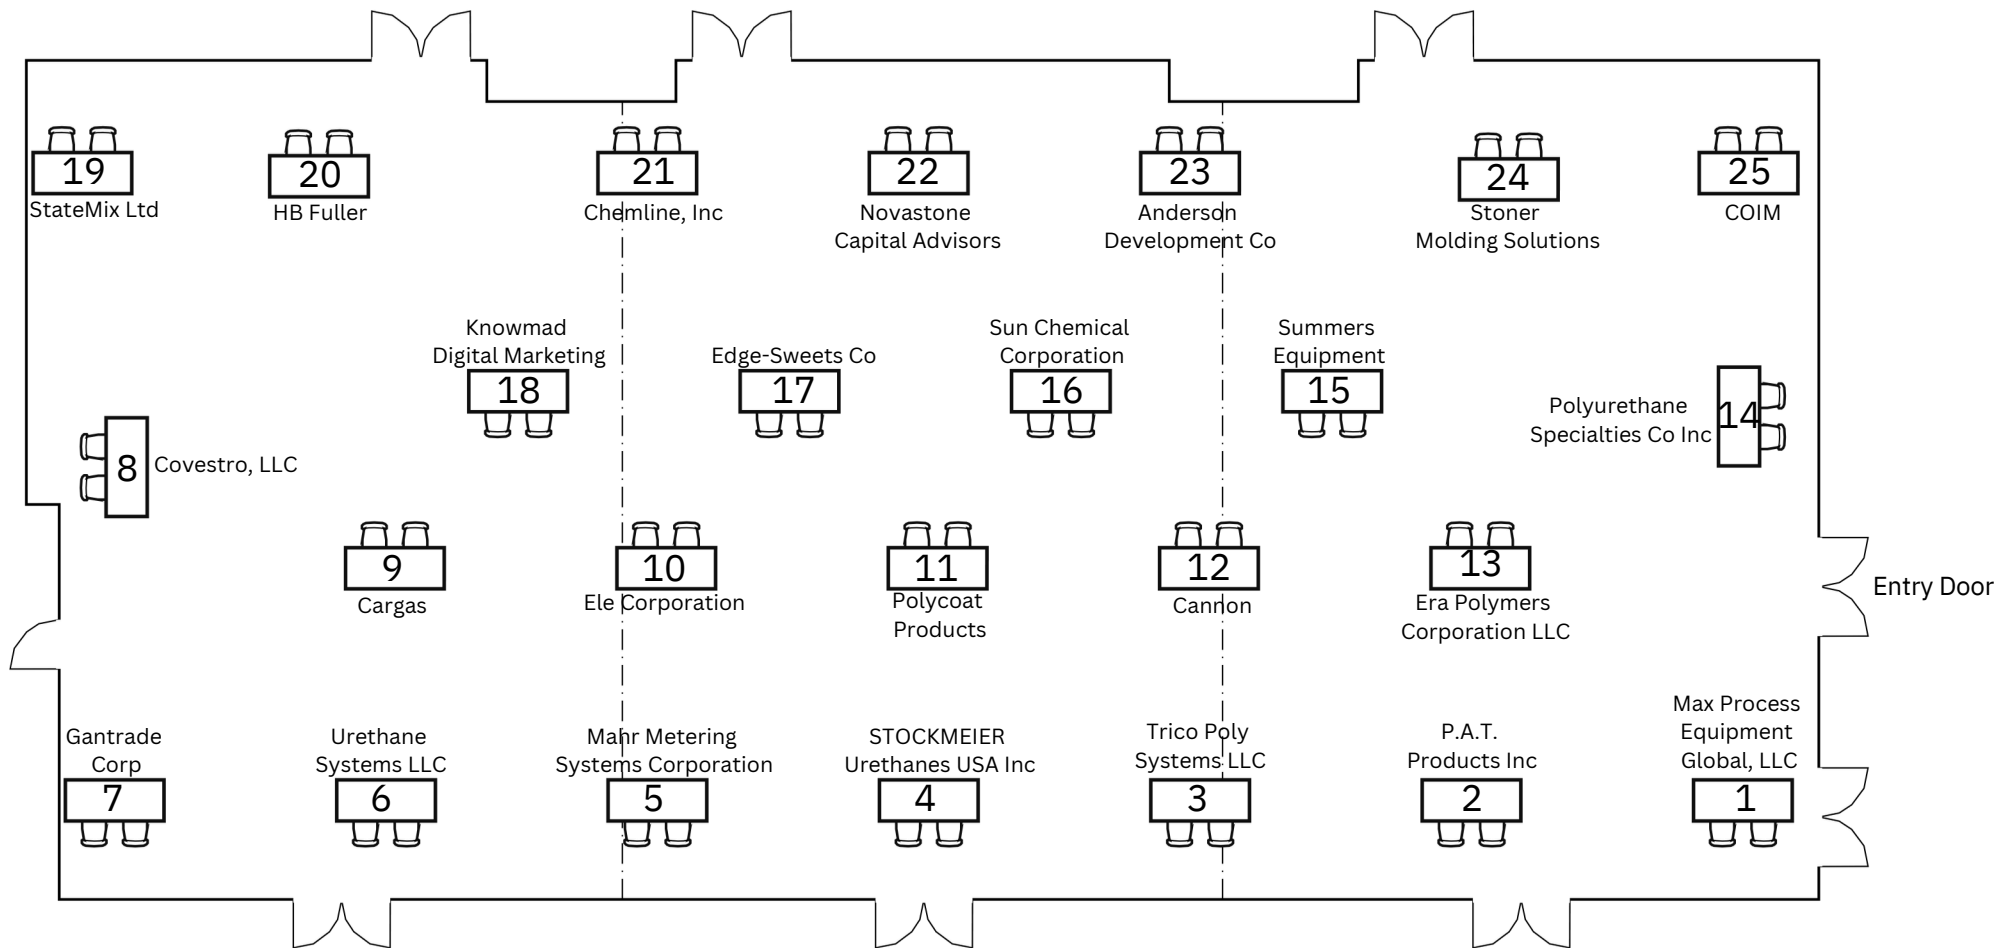 19
StateMix Ltd
20
HB Fuller
21
Chemline, Inc
22
Novastone
Capital Advisors
23
Anderson
Development Co
24
Stoner
Molding Solutions
25
COIM
Knowmad
Digital Marketing
18
Edge-Sweets Co
17
Sun Chemical
Corporation
16
Summers
Equipment
15
Polyurethane
Specialties Co Inc
14
8
Covestro, LLC
9
Cargas
10
Ele Corporation
11
Polycoat
Products
12
Cannon
13
Era Polymers
Corporation LLC
Entry Door
Gantrade
Corp
7
Urethane
Systems LLC
6
Mahr Metering
Systems Corporation
5
STOCKMEIER
Urethanes USA Inc
4
Trico Poly
Systems LLC
3
P.A.T.
Products Inc
2
Max Process
Equipment
Global, LLC
1